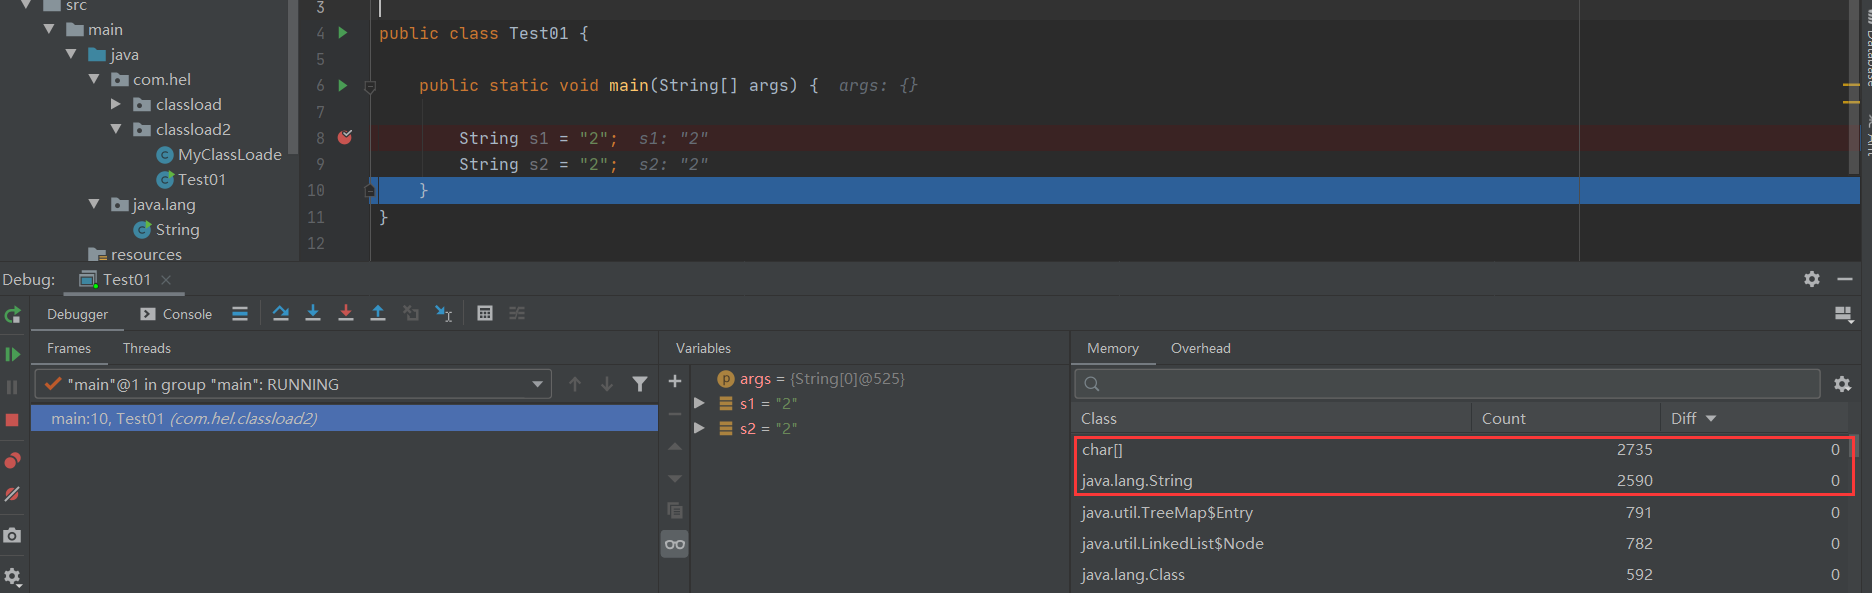 src
main
java
com.hel
classload
classload2
MyClassLoade
Test01
java.lang
String
resources
3
4 public class Test01 {
5
6 public static void main(String[] args) { args: {}
7
8 String s1 = "2"; s1: "2"
9 String s2 = "2"; s2: "2"
10 }
11 }
12
Database
Debug: Test01
Debugger Console
Frames Threads
"main"@1 in group "main": RUNNING
main:10, Test01 (com.hel.classload2)
Variables
args = {String[0]@525}
s1 = "2"
s2 = "2"
Memory Overhead
Class Count Diff
char[] 2735 0
java.lang.String 2590 0
java.util.TreeMap$Entry 791 0
java.util.LinkedList$Node 782 0
java.lang.Class 592 0